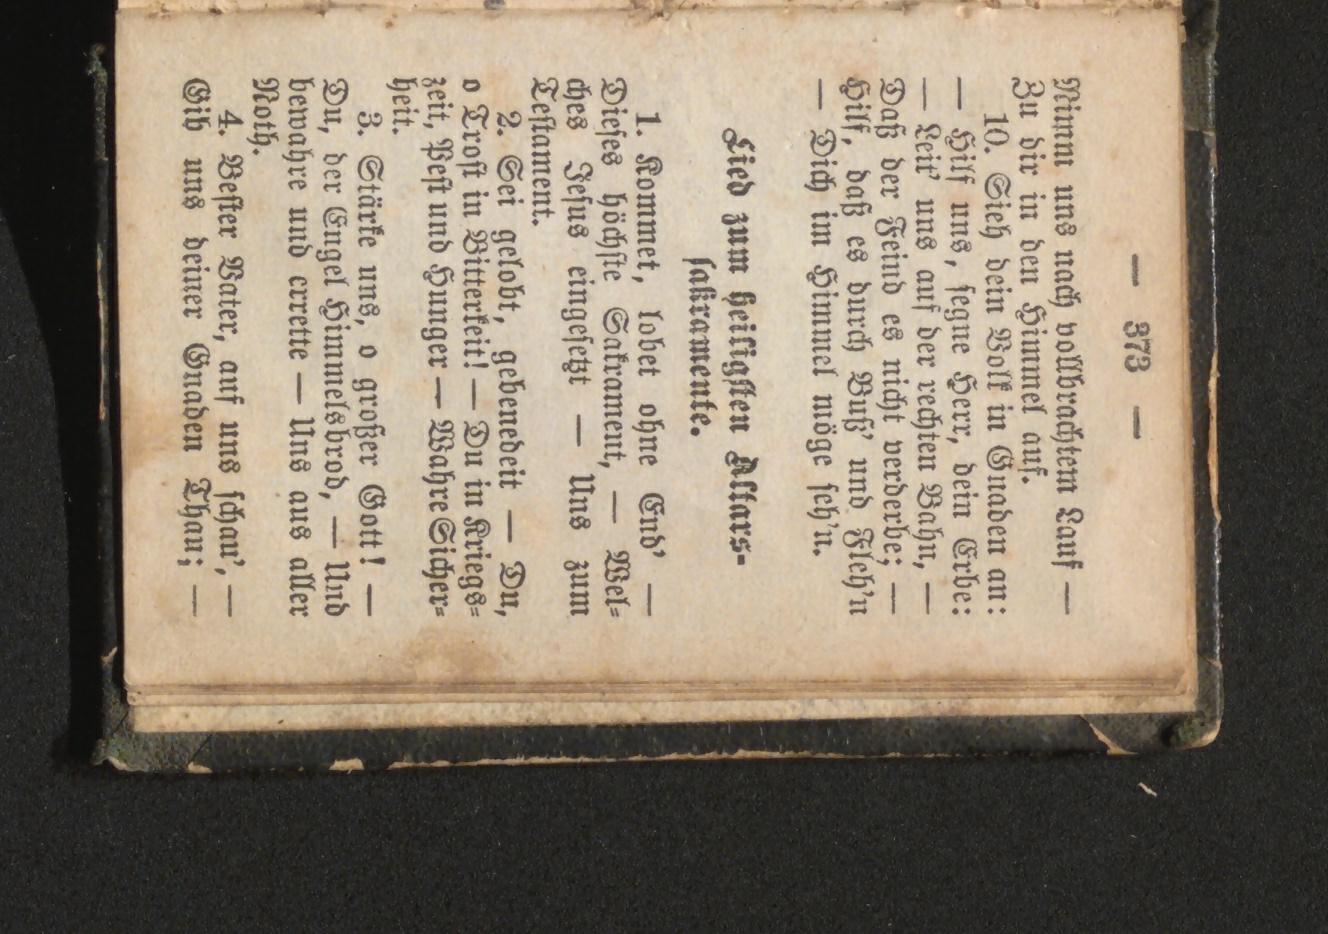 — 373 —
Nimm uns nach vollbrachtem Lauf —
Zu dir in den Himmel auf.
10. Sieh dein Volk in Gnaden an:
— Hilf uns, segne Herr, dein Erbe:
— Leit' uns auf der rechten Bahn, —
Daß der Feind es nicht verderbe; —
Hilf, daß es durch Buß' und Fleh'n
— Dich im Himmel möge seh'n.
Lied zum heiligsten Altars-
sakramente.
1. Kommet, lobet ohne End' —
Dieses höchste Sakrament, — Wel-
ches Jesus eingesetzt — Uns zum
Testament.
2. Sei gelobt, gebenedeit — Du,
o Trost in Bitterkeit! — Du in Kriegs-
zeit, Pest und Hunger — Wahre Sicher-
heit.
3. Stärke uns, o großer Gott! —
Du, der Engel Himmelsbrod, — Und
bewahre und errette — Uns aus aller
Noth.
4. Bester Vater, auf uns schau', —
Gib uns deiner Gnaden Thau; —